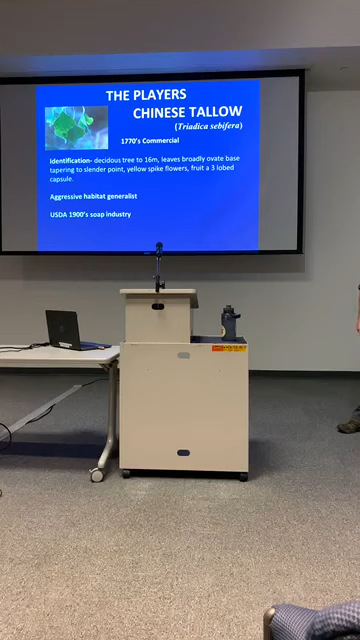 THE PLAYERS
CHINESE TALLOW
(Triadica sebifera)
1770's Commercial
Identification- decidous tree to 16m, leaves broadly ovate base
tapering to slender point, yellow spike flowers, fruit a 3 lobed
capsule.
Aggressive habitat generalist
USDA 1900's soap industry